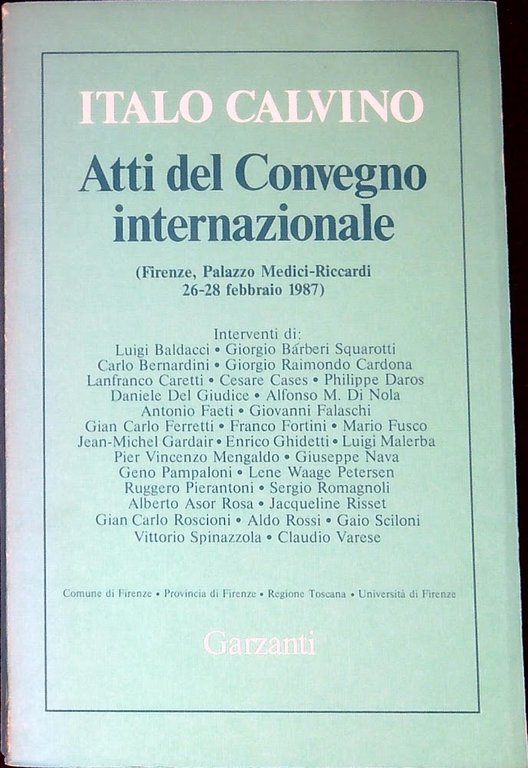 ITALO CALVINO
Atti del Convegno
internazionale
(Firenze, Palazzo Medici-Riccardi
26-28 febbraio 1987)
Interventi di:
Luigi Baldacci • Giorgio Bárberi Squarotti
Carlo Bernardini • Giorgio Raimondo Cardona
Lanfranco Caretti • Cesare Cases • Philippe Daros
Daniele Del Giudice • Alfonso M. Di Nola
Antonio Faeti • Giovanni Falaschi
Gian Carlo Ferretti • Franco Fortini • Mario Fusco
Jean-Michel Gardair • Enrico Ghidetti • Luigi Malerba
Pier Vincenzo Mengaldo • Giuseppe Nava
Geno Pampaloni • Lene Waage Petersen
Ruggero Pierantoni • Sergio Romagnoli
Alberto Asor Rosa • Jacqueline Risset
Gian Carlo Roscioni • Aldo Rossi • Gaio Sciloni
Vittorio Spinazzola • Claudio Varese
Comune di Firenze • Provincia di Firenze • Regione Toscana • Università di Firenze
Garzanti